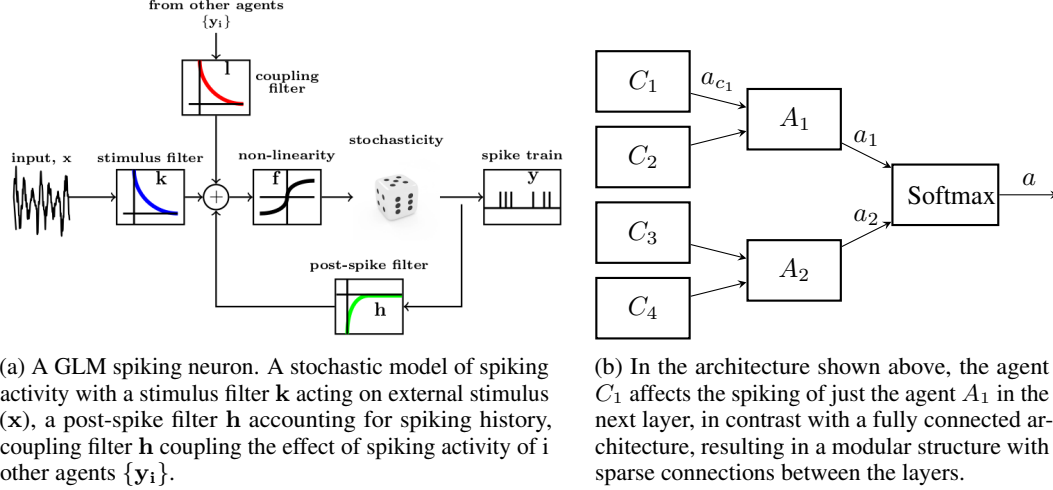 from other agents
{yi}
l
coupling
filter
input, x
stimulus filter
k
+
non-linearity
f
stochasticity
spike train
y
post-spike filter
h
C1
C2
C3
C4
ac1
A1
A2
a1
a2
Softmax
a
(a) A GLM spiking neuron. A stochastic model of spiking
activity with a stimulus filter k acting on external stimulus
(x), a post-spike filter h accounting for spiking history,
coupling filter h coupling the effect of spiking activity of i
other agents {yi}.
(b) In the architecture shown above, the agent
C1 affects the spiking of just the agent A1 in the
next layer, in contrast with a fully connected ar-
chitecture, resulting in a modular structure with
sparse connections between the layers.